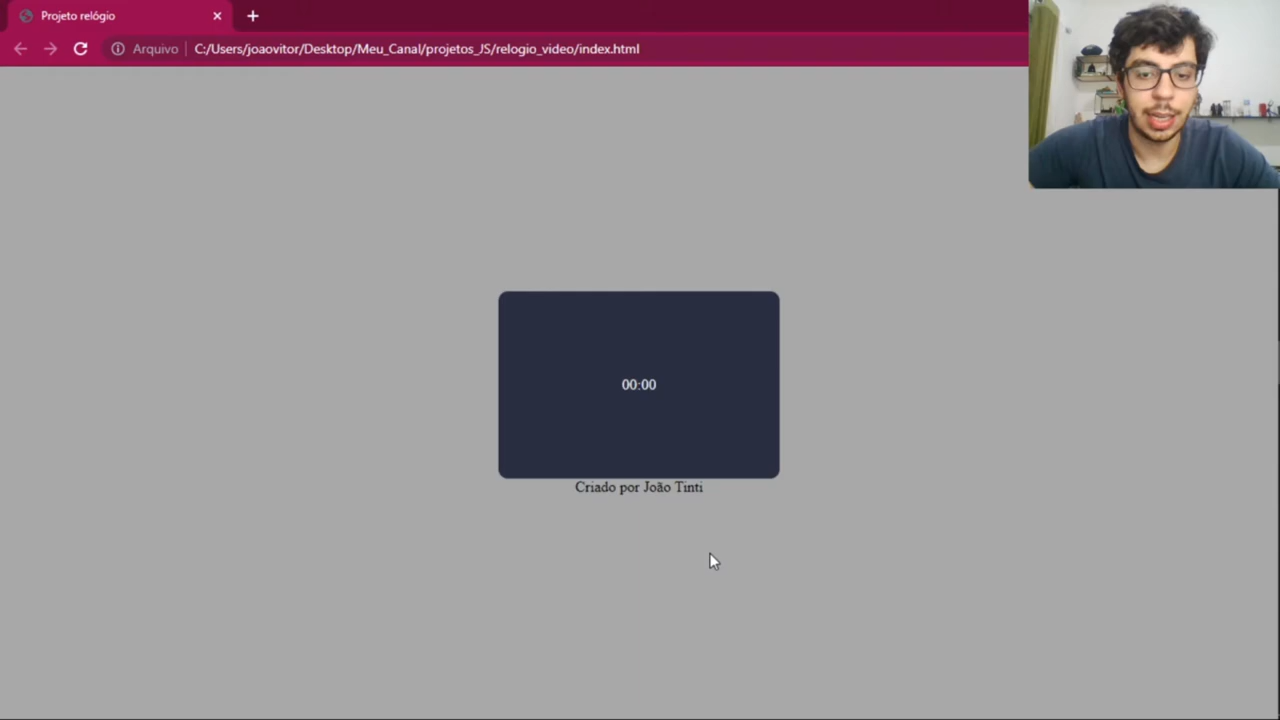 Projeto relógio
Arquivo
C:/Users/joaovitor/Desktop/Meu_Canal/projetos_JS/relogio_video/index.html
00:00
Criado por João Tinti